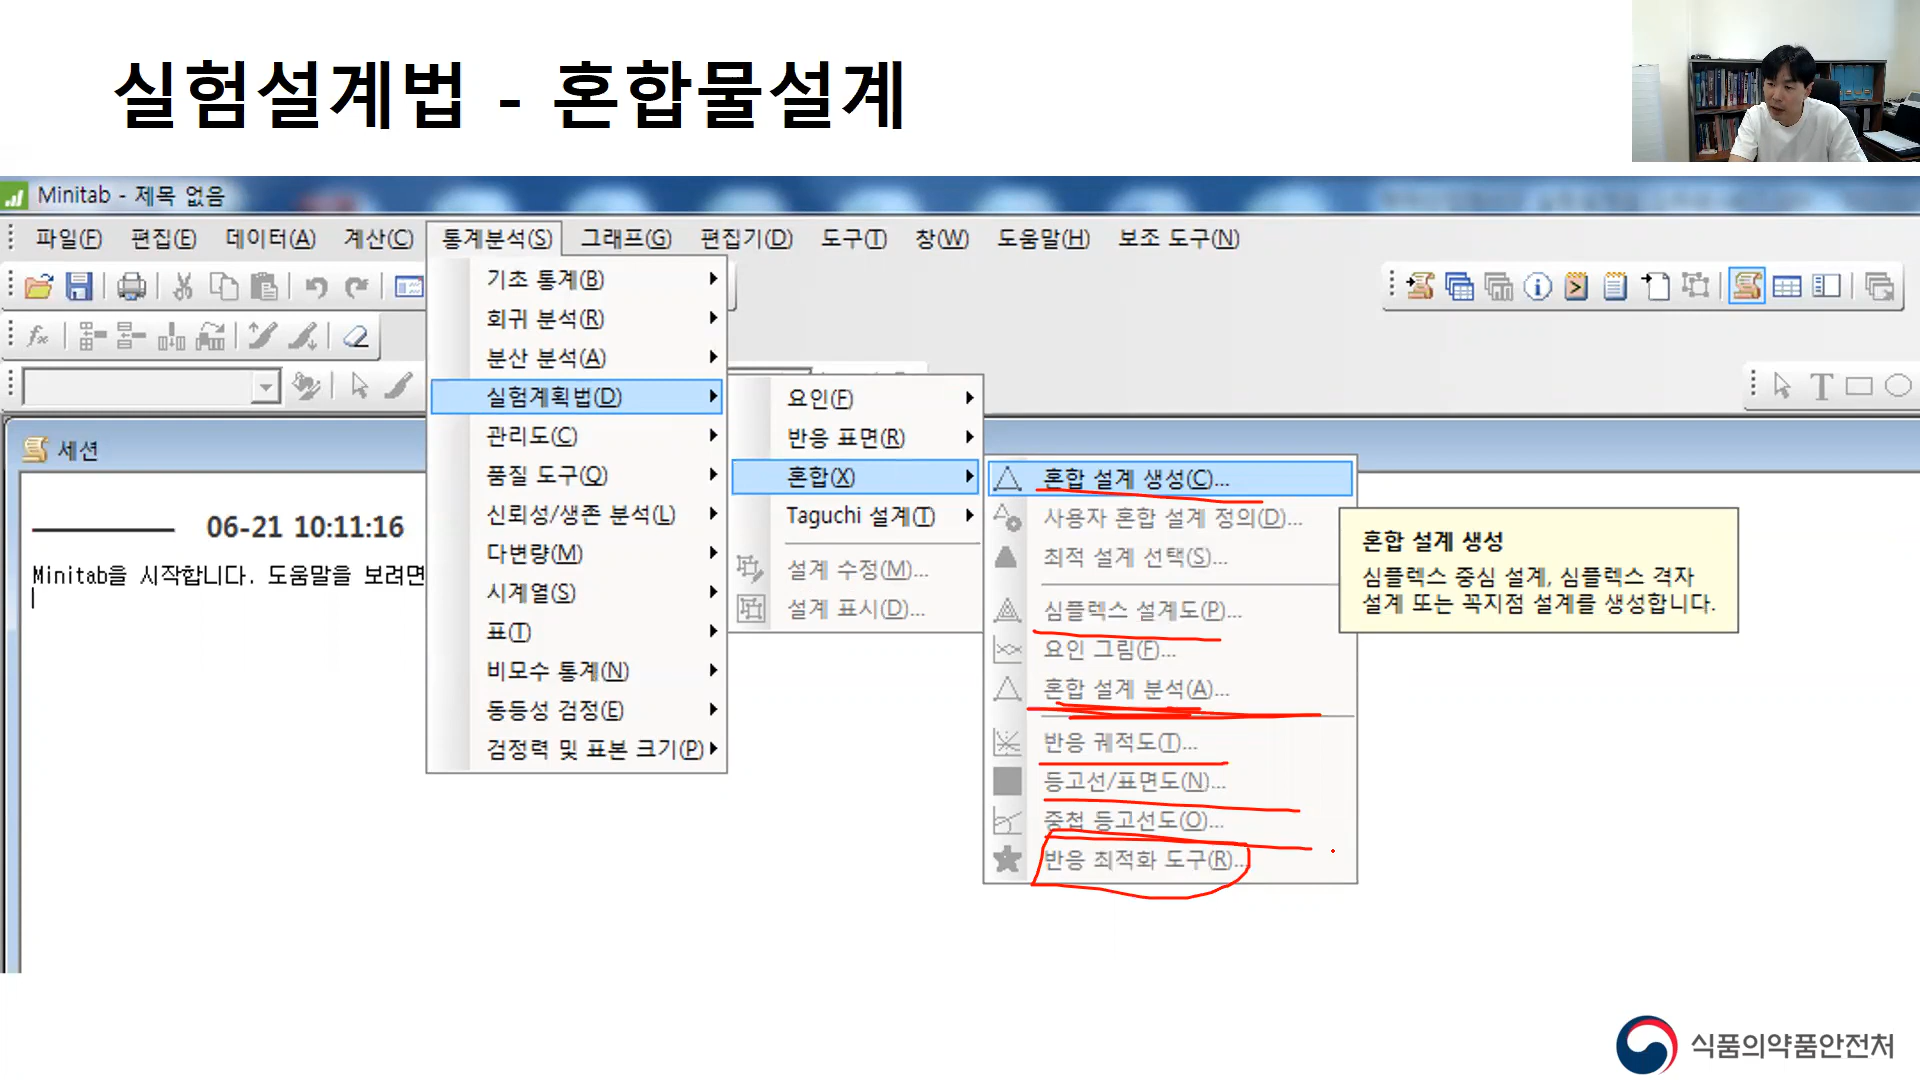 실험설계법 - 혼합물설계
Minitab - 제목 없음
파일(F) 편집(E) 데이터(A) 계산(C) 통계분석(S) 그래프(G) 편집기(D) 도구(T) 창(W) 도움말(H) 보조 도구(N)
기초 통계(B)
회귀 분석(R)
분산 분석(A)
실험계획법(D)
관리도(C)
품질 도구(Q)
신뢰성/생존 분석(L)
다변량(M)
시계열(S)
표(T)
비모수 통계(N)
동등성 검정(E)
검정력 및 표본 크기(P)
요인(F)
반응 표면(R)
혼합(X)
Taguchi 설계(T)
설계 수정(M)...
설계 표시(D)...
혼합 설계 생성(C)...
사용자 혼합 설계 정의(D)...
최적 설계 선택(S)...
심플렉스 설계도(P)...
요인 그림(F)...
혼합 설계 분석(A)...
반응 궤적도(T)...
등고선/표면도(N)...
중첩 등고선도(O)...
반응 최적화 도구(R)...
혼합 설계 생성
심플렉스 중심 설계, 심플렉스 격자
설계 또는 꼭지점 설계를 생성합니다.
세션
06-21 10:11:16
Minitab을 시작합니다. 도움말을 보려면
식품의약품안전처